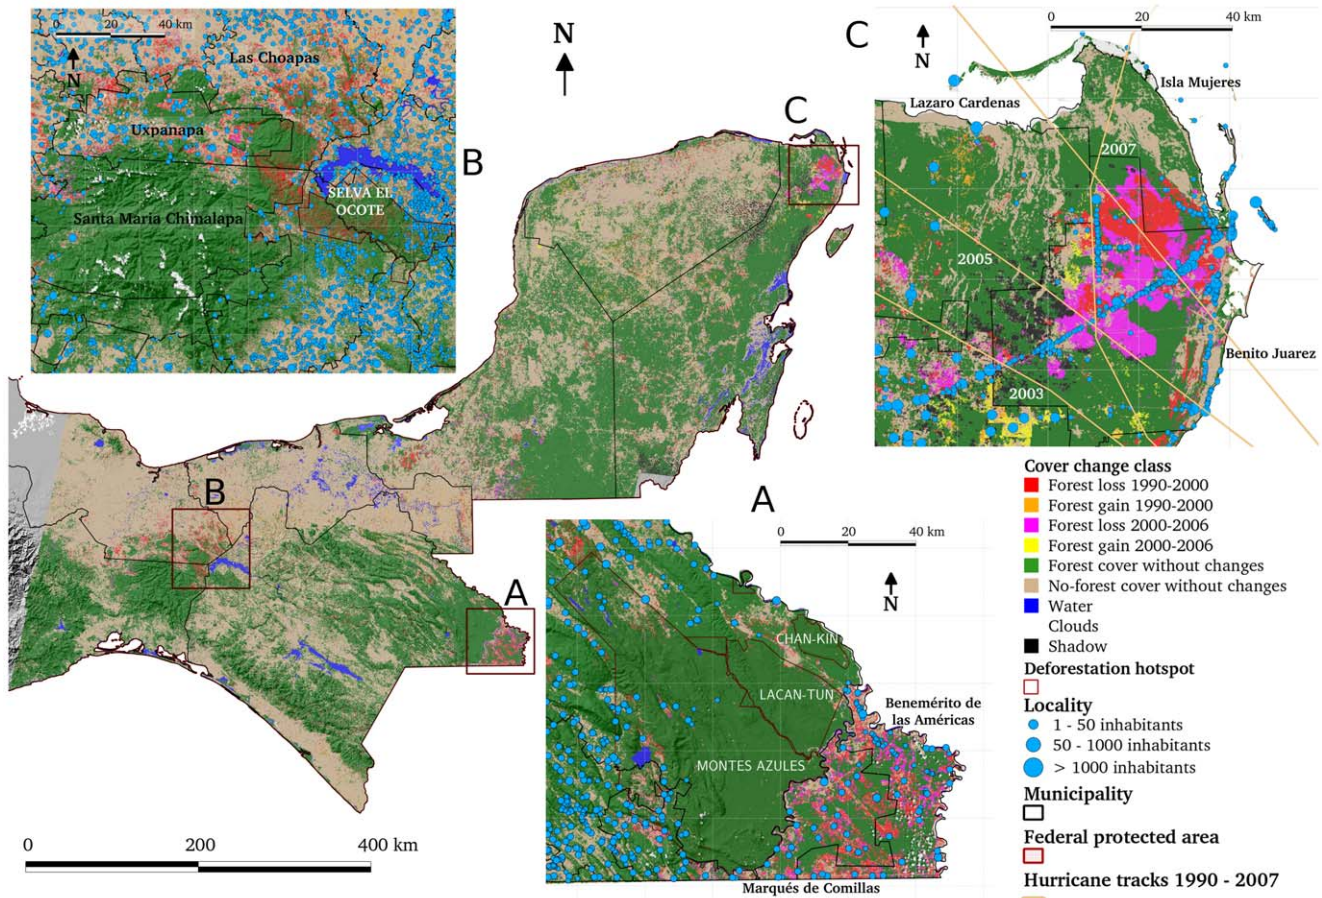 0 20 40 km
N
Las Choapas
Uxpanapa
SELVA EL
OCOTE
Santa Maria Chimalapa
B
N
C
B
A
0 200 400 km
C
0 20 40 km
N
Isla Mujeres
Lazaro Cardenas
2007
2005
Benito Juarez
2003
A
0 20 40 km
N
CHAN-KIN
LACAN-TUN
Benemérito de
las Américas
MONTES AZULES
Marqués de Comillas
Cover change class
Forest loss 1990-2000
Forest gain 1990-2000
Forest loss 2000-2006
Forest gain 2000-2006
Forest cover without changes
No-forest cover without changes
Water
Clouds
Shadow
Deforestation hotspot
Locality
1 - 50 inhabitants
50 - 1000 inhabitants
> 1000 inhabitants
Municipality
Federal protected area
Hurricane tracks 1990 - 2007